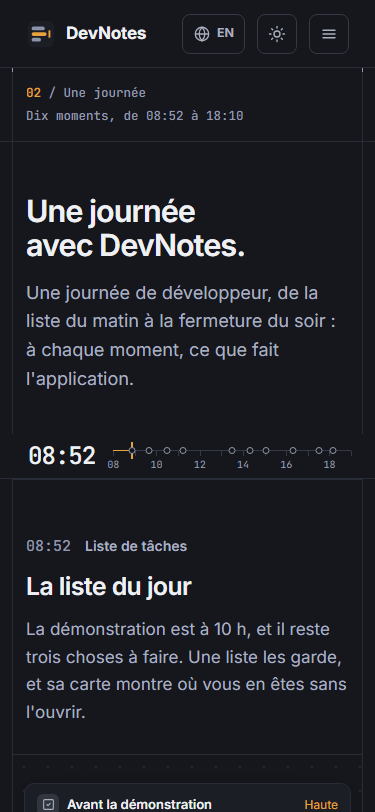 DevNotes
EN
02 / Une journée
Dix moments, de 08:52 à 18:10
Une journée
avec DevNotes.
Une journée de développeur, de la
liste du matin à la fermeture du soir :
à chaque moment, ce que fait
l'application.
08:52
08 10 12 14 16 18
08:52 Liste de tâches
La liste du jour
La démonstration est à 10 h, et il reste
trois choses à faire. Une liste les garde,
et sa carte montre où vous en êtes sans
l'ouvrir.
Avant la démonstration Haute